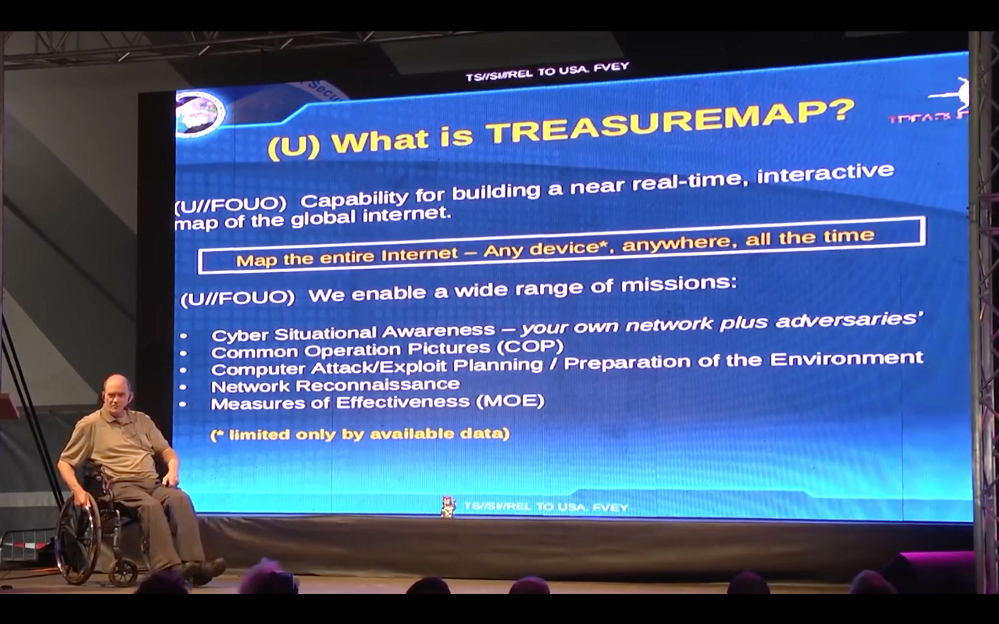 TS//SI//REL TO USA, FVEY
Secu
(U) What is TREASUREMAP?
(U//FOUO) Capability for building a near real-time, interactive
map of the global internet.
Map the entire Internet – Any device*, anywhere, all the time
(U//FOUO) We enable a wide range of missions:
• Cyber Situational Awareness – your own network plus adversaries'
• Common Operation Pictures (COP)
• Computer Attack/Exploit Planning / Preparation of the Environment
• Network Reconnaissance
• Measures of Effectiveness (MOE)
(* limited only by available data)
TS//SI//REL TO USA, FVEY